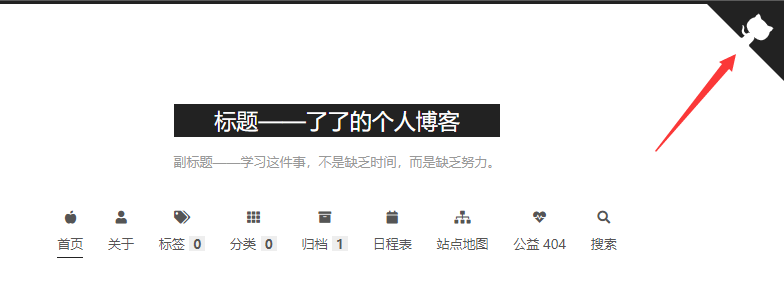 标题——了了的个人博客
副标题——学习这件事，不是缺乏时间，而是缺乏努力。
首页 关于 标签 0 分类 0 归档 1 日程表 站点地图 公益 404 搜索